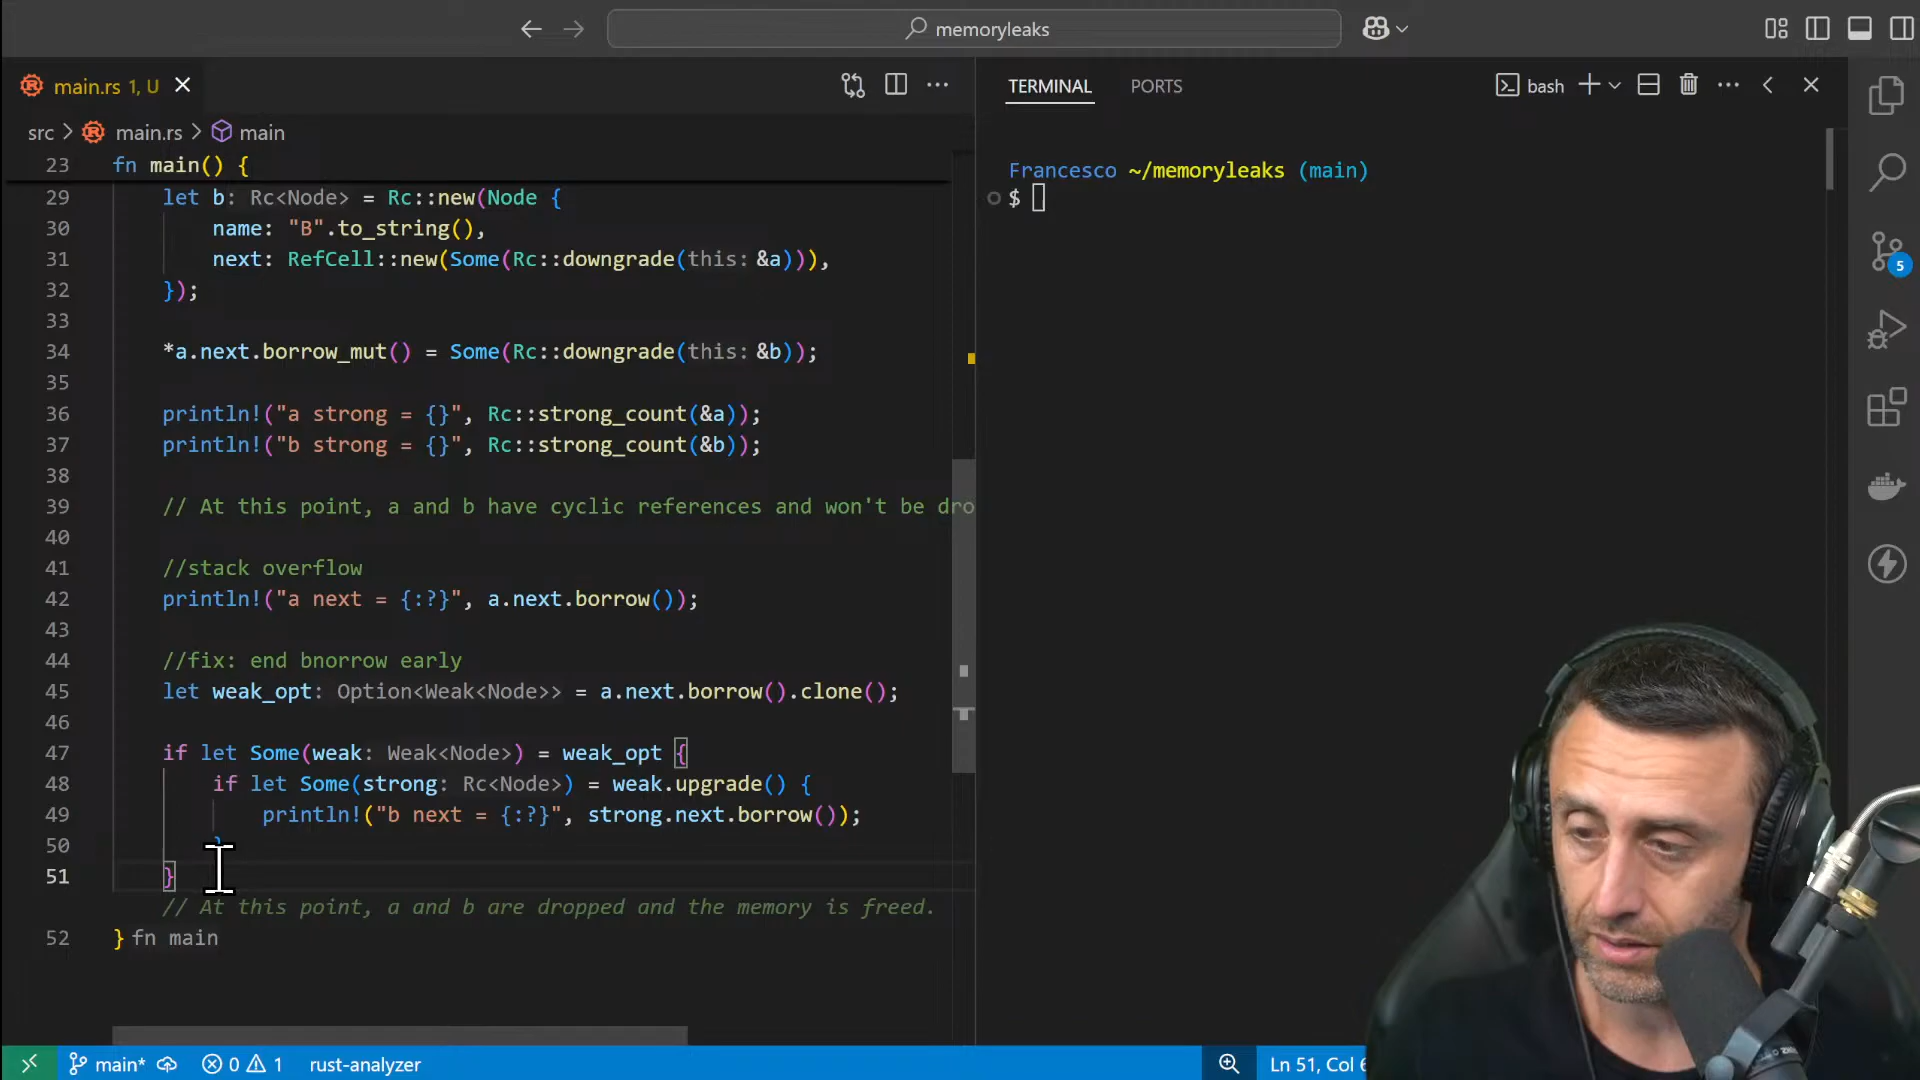 memoryleaks
main.rs 1, U
TERMINAL
PORTS
bash
src > main.rs > main
Francesco ~/memoryleaks (main)
$
5
23 fn main() {
29 let b: Rc<Node> = Rc::new(Node {
30 name: "B".to_string(),
31 next: RefCell::new(Some(Rc::downgrade(this: &a))),
32 });
33
34 *a.next.borrow_mut() = Some(Rc::downgrade(this: &b));
35
36 println!("a strong = {}", Rc::strong_count(&a));
37 println!("b strong = {}", Rc::strong_count(&b));
38
39 // At this point, a and b have cyclic references and won't be dro
40
41 //stack overflow
42 println!("a next = {:?}", a.next.borrow());
43
44 //fix: end bnorrow early
45 let weak_opt: Option<Weak<Node>> = a.next.borrow().clone();
46
47 if let Some(weak: Weak<Node>) = weak_opt {
48 if let Some(strong: Rc<Node>) = weak.upgrade() {
49 println!("b next = {:?}", strong.next.borrow());
50 }
51 }
// At this point, a and b are dropped and the memory is freed.
52 } fn main
main* 0 1 rust-analyzer
Ln 51, Col